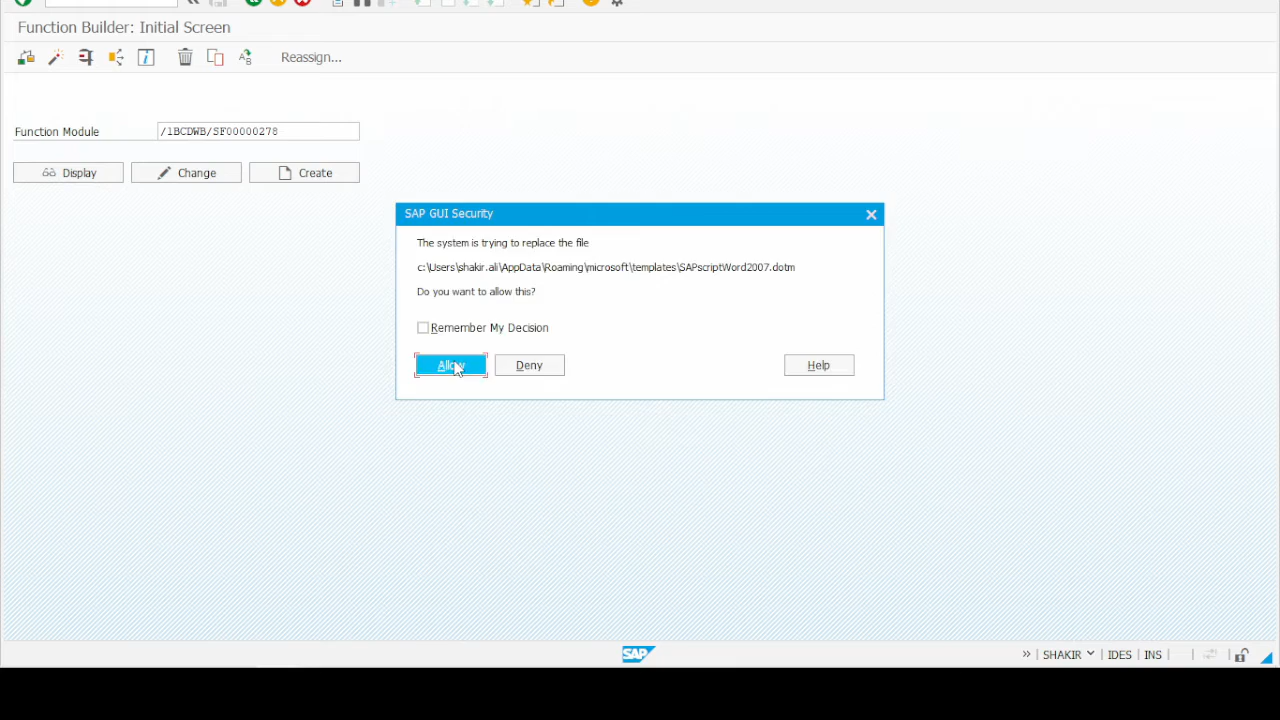 Function Builder: Initial Screen
Reassign...
Function Module /1BCDWB/SF00000278
Display Change Create
SAP GUI Security
The system is trying to replace the file
c:\Users\shakir.ali\AppData\Roaming\microsoft\templates\SAPscriptWord2007.dotm
Do you want to allow this?
Remember My Decision
Allow Deny Help
SAP
SHAKIR IDES INS